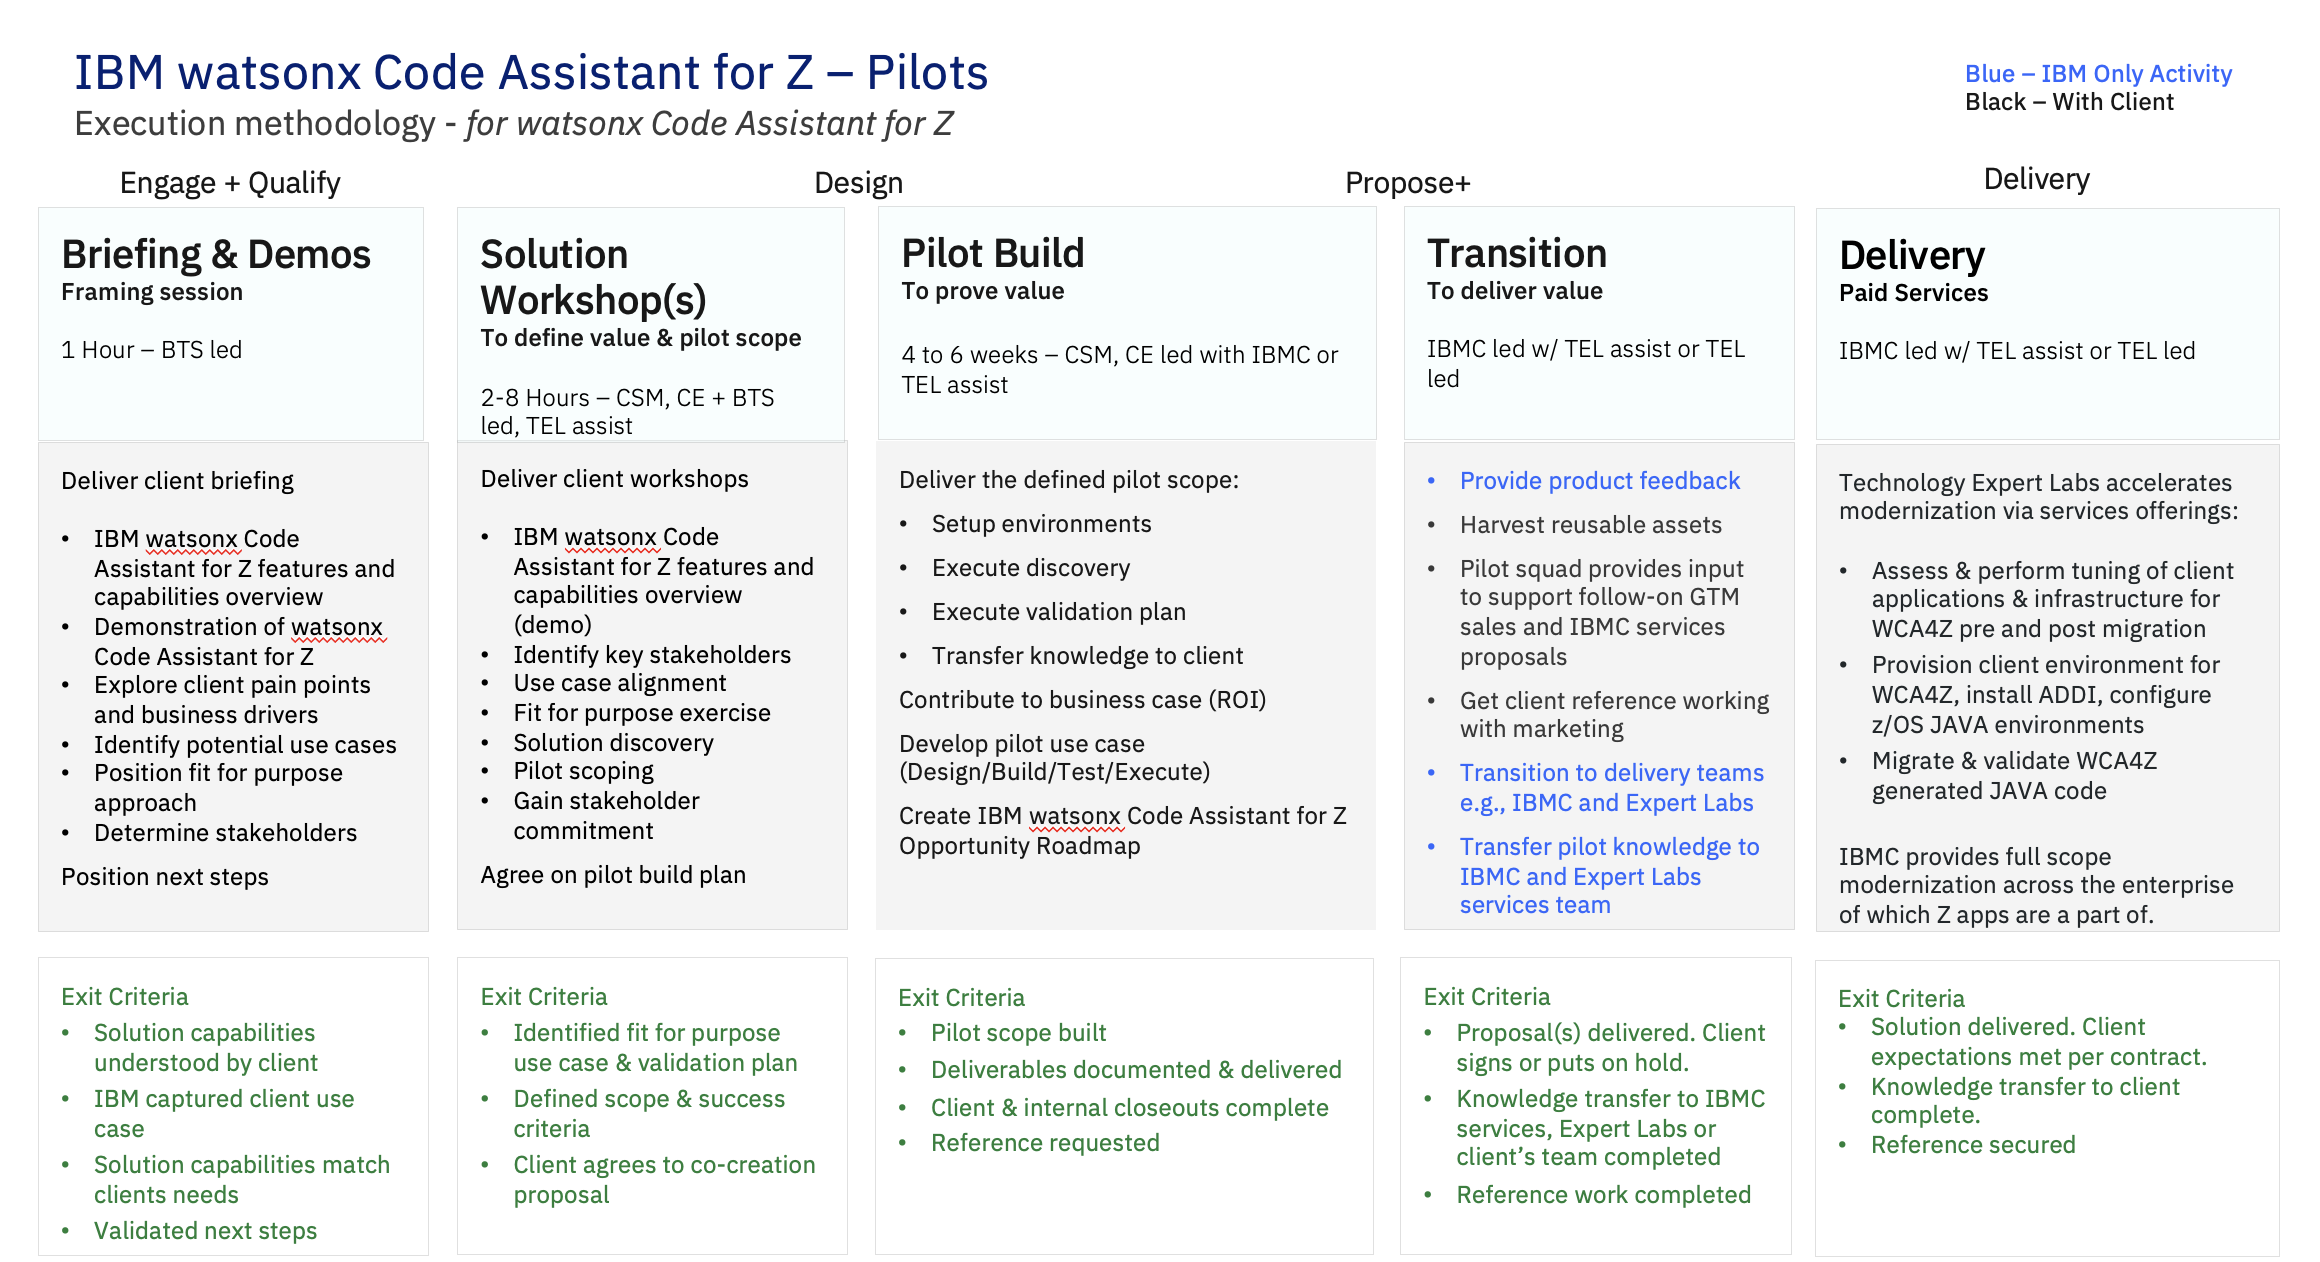 IBM watsonx Code Assistant for Z – Pilots
Execution methodology - for watsonx Code Assistant for Z
Blue – IBM Only Activity
Black – With Client
Engage + Qualify
Design
Propose+
Delivery
Briefing & Demos
Framing session
1 Hour – BTS led
Deliver client briefing
• IBM watsonx Code
Assistant for Z features and
capabilities overview
• Demonstration of watsonx
Code Assistant for Z
• Explore client pain points
and business drivers
• Identify potential use cases
• Position fit for purpose
approach
• Determine stakeholders
Position next steps
Exit Criteria
• Solution capabilities
understood by client
• IBM captured client use
case
• Solution capabilities match
clients needs
• Validated next steps
Solution
Workshop(s)
To define value & pilot scope
2-8 Hours – CSM, CE + BTS
led, TEL assist
Deliver client workshops
• IBM watsonx Code
Assistant for Z features and
capabilities overview
(demo)
• Identify key stakeholders
• Use case alignment
• Fit for purpose exercise
• Solution discovery
• Pilot scoping
• Gain stakeholder
commitment
Agree on pilot build plan
Exit Criteria
• Identified fit for purpose
use case & validation plan
• Defined scope & success
criteria
• Client agrees to co-creation
proposal
Pilot Build
To prove value
4 to 6 weeks – CSM, CE led with IBMC or
TEL assist
Deliver the defined pilot scope:
• Setup environments
• Execute discovery
• Execute validation plan
• Transfer knowledge to client
Contribute to business case (ROI)
Develop pilot use case
(Design/Build/Test/Execute)
Create IBM watsonx Code Assistant for Z
Opportunity Roadmap
Exit Criteria
• Pilot scope built
• Deliverables documented & delivered
• Client & internal closeouts complete
• Reference requested
Transition
To deliver value
IBMC led w/ TEL assist or TEL
led
• Provide product feedback
• Harvest reusable assets
• Pilot squad provides input
to support follow-on GTM
sales and IBMC services
proposals
• Get client reference working
with marketing
• Transition to delivery teams
e.g., IBMC and Expert Labs
• Transfer pilot knowledge to
IBMC and Expert Labs
services team
Exit Criteria
• Proposal(s) delivered. Client
signs or puts on hold.
• Knowledge transfer to IBMC
services, Expert Labs or
client’s team completed
• Reference work completed
Delivery
Paid Services
IBMC led w/ TEL assist or TEL led
Technology Expert Labs accelerates
modernization via services offerings:
• Assess & perform tuning of client
applications & infrastructure for
WCA4Z pre and post migration
• Provision client environment for
WCA4Z, install ADDI, configure
z/OS JAVA environments
• Migrate & validate WCA4Z
generated JAVA code
IBMC provides full scope
modernization across the enterprise
of which Z apps are a part of.
Exit Criteria
• Solution delivered. Client
expectations met per contract.
• Knowledge transfer to client
complete.
• Reference secured